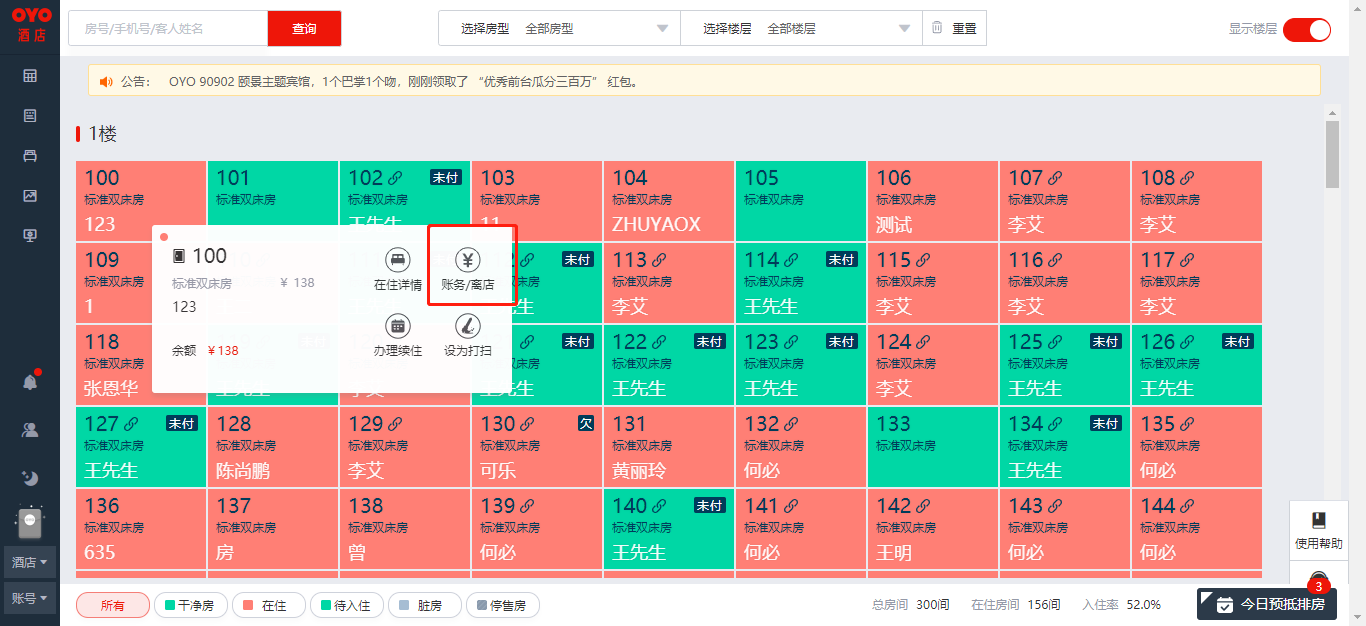 OYO
酒店
房号/手机号/客人姓名
查询
选择房型 全部房型
选择楼层 全部楼层
重置
显示楼层
公告： OYO 90902 颐景主题宾馆，1个巴掌1个吻，刚刚领取了 “优秀前台瓜分三百万” 红包。
1楼
100 101 102 未付 103 104 105 106 107 108
标准双床房 标准双床房 标准双床房 标准双床房 标准双床房 标准双床房 标准双床房 标准双床房 标准双床房
123 王先生 11 ZHUYAOX 测试 李艾 李艾
109 未付 113 114 未付 115 116 117
标准双床房 标准双床房 标准双床房 标准双床房 标准双床房 标准双床房
1 李艾 王先生 李艾 李艾 李艾
100
标准双床房 ¥ 138
123
余额 ¥138
在住详情
账务/离店
办理续住
设为打扫
118 未付 122 未付 123 未付 124 125 未付 126 未付
标准双床房 标准双床房 标准双床房 标准双床房 标准双床房 标准双床房
张恩华 王先生 王先生 王先生 李艾 王先生 王先生
127 未付 128 129 130 欠 131 132 133 134 未付 135
标准双床房 标准双床房 标准双床房 标准双床房 标准双床房 标准双床房 标准双床房 标准双床房 标准双床房
王先生 陈尚鹏 李艾 可乐 黄丽玲 何必 王先生 何必
136 137 138 139 140 未付 141 142 143 144
标准双床房 标准双床房 标准双床房 标准双床房 标准双床房 标准双床房 标准双床房 标准双床房 标准双床房
635 房 曾 何必 王先生 何必 王明 何必 何必
使用帮助
酒店
账号
所有 干净房 在住 待入住 脏房 停售房
总房间 300间 在住房间 156间 入住率 52.0%
3
今日预抵排房